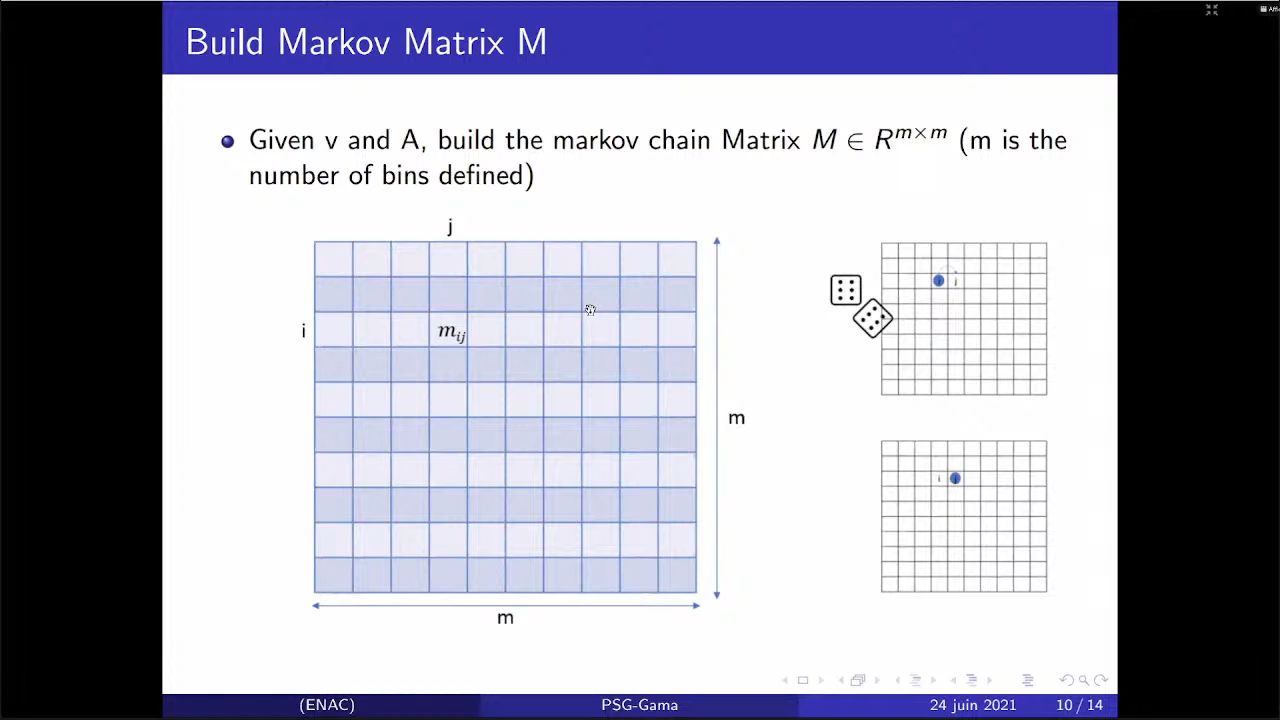 Build Markov Matrix M
Given v and A, build the markov chain Matrix M ∈ R^{m×m} (m is the
number of bins defined)
j
i
m_{ij}
m
m
j
i
(ENAC)
PSG-Gama
24 juin 2021
10 / 14